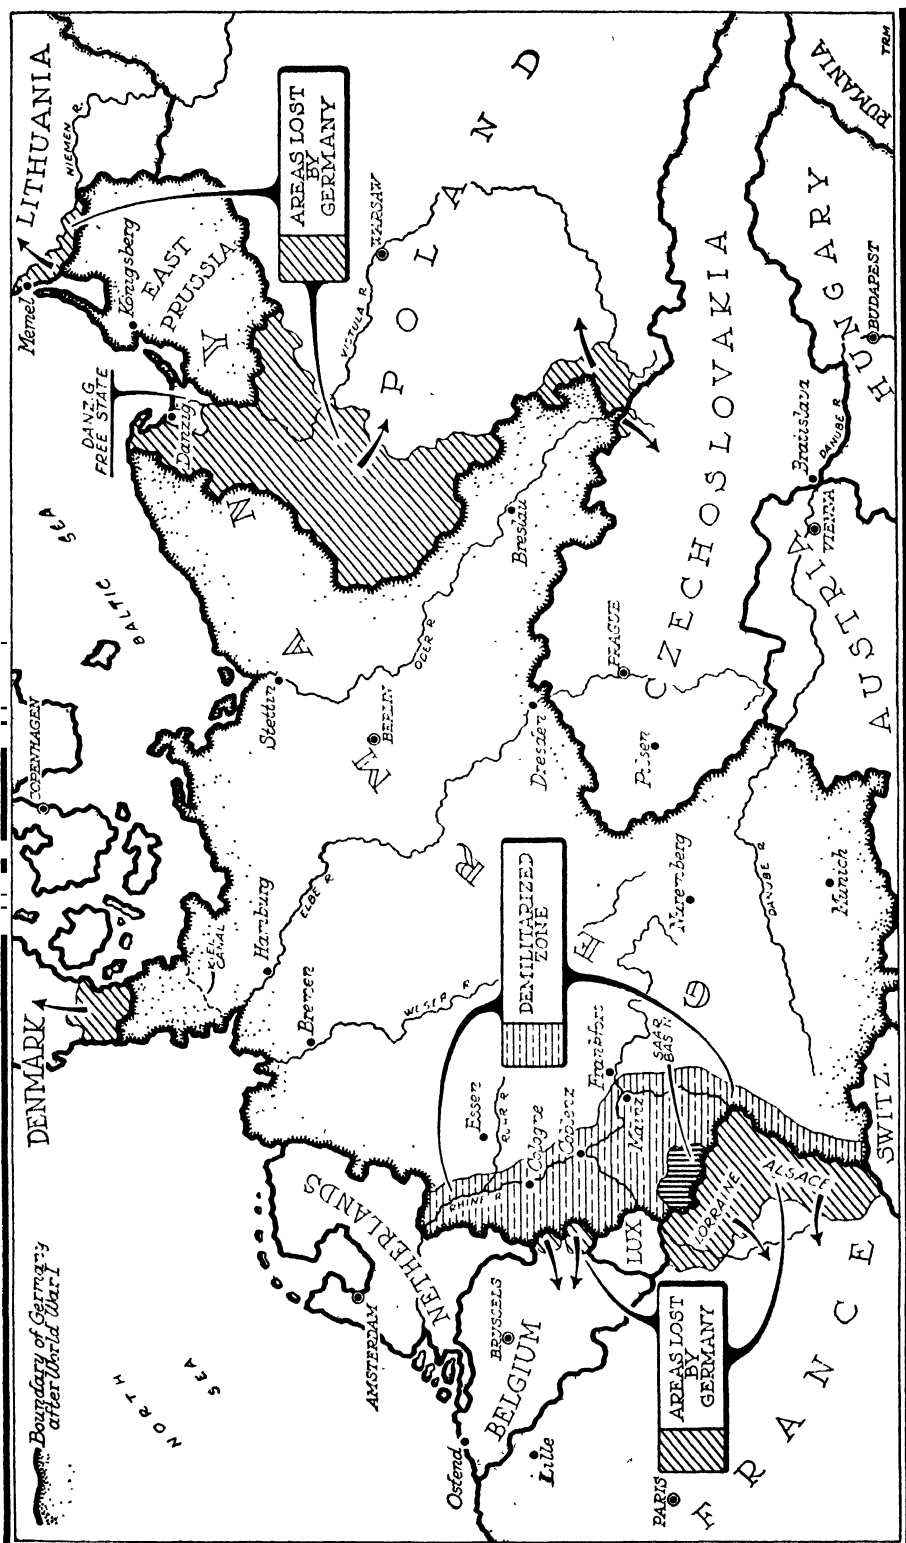 Boundary of Germany
after World War I
NORTH
SEA
DENMARK
COPENHAGEN
BALTIC
SEA
Memel
LITHUANIA
NIEMEN R.
Königsberg
EAST
PRUSSIA
DANZ.G
FREE STATE
Danzig
AREAS LOST
BY
GERMANY
WARSAW
VISTULA R.
POLAND
KIEL
CANAL
Hamburg
ELBE R
Bremen
WESER R
Stettin
BERLIN
ODER R
Breslau
Dresden
GERMANY
AMSTERDAM
NETHERLANDS
Essen
RUHR R
Cologne
Coblenz
RHINE R
DEMILITARIZED
ZONE
Frankfort
Mainz
SAAR
BAS'N
Ostend
BRUSSELS
BELGIUM
Lille
LUX
PRAGUE
Pilsen
CZECHOSLOVAKIA
Nuremberg
DANUBE R
Munich
LORRAINE
ALSACE
AREAS LOST
BY
GERMANY
PARIS
FRANCE
SWITZ.
AUSTRIA
VIENNA
Bratislava
DANUBE R
BUDAPEST
HUNGARY
RUMANIA
TRM